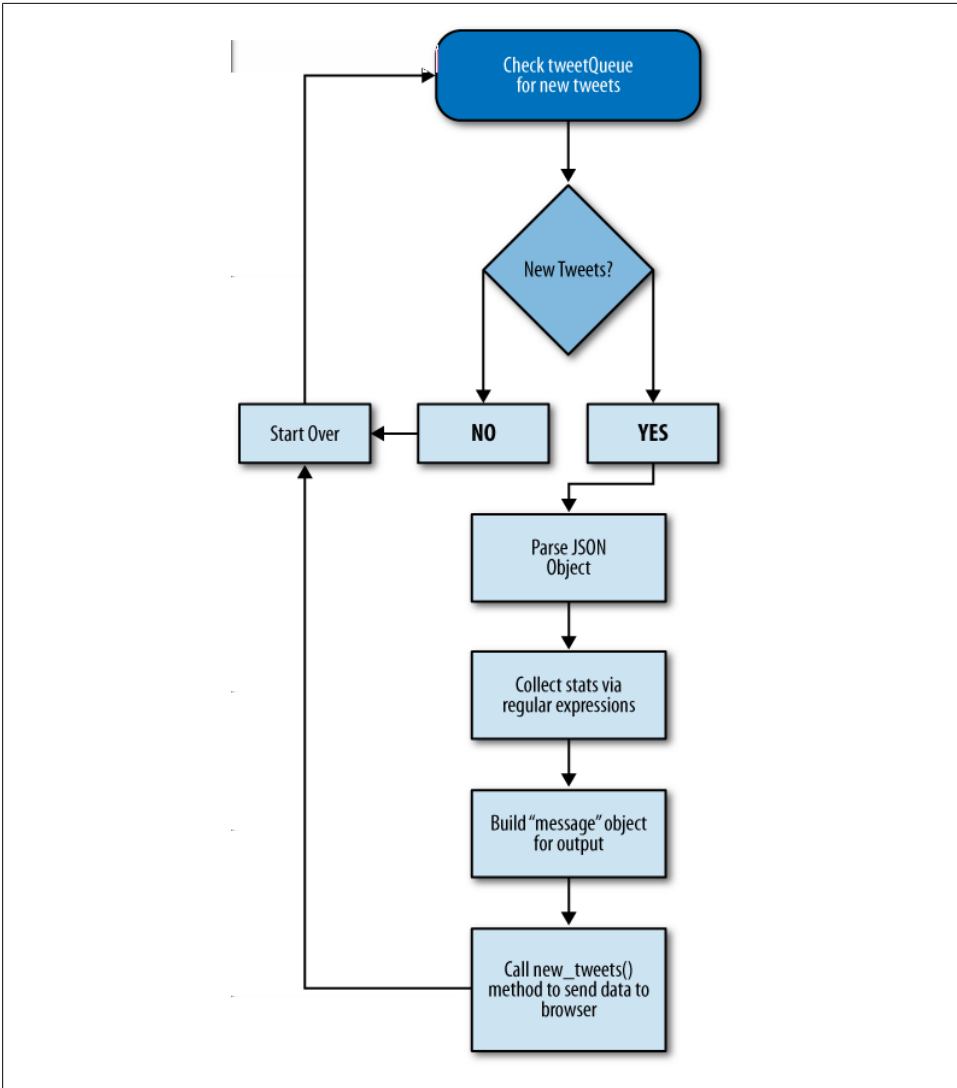 Check tweetQueue
for new tweets
New Tweets?
Start Over
NO
YES
Parse JSON
Object
Collect stats via
regular expressions
Build “message” object
for output
Call new_tweets()
method to send data to
browser